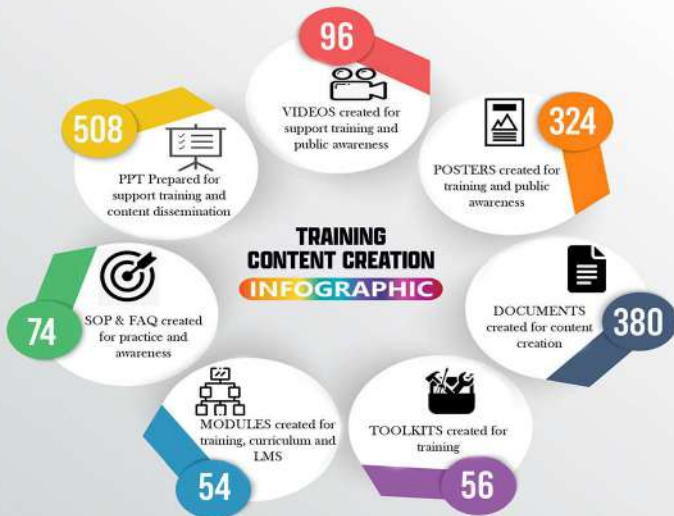 96
VIDEOS created for
support training and
public awareness
324
POSTERS created for
training and public
awareness
380
DOCUMENTS
created for content
creation
56
TOOLKITS created for
training
54
MODULES created for
training, curriculum and
LMS
74
SOP & FAQ created
for practice and
awareness
508
PPT Prepared for
support training and
content dissemination
TRAINING
CONTENT CREATION
INFOGRAPHIC